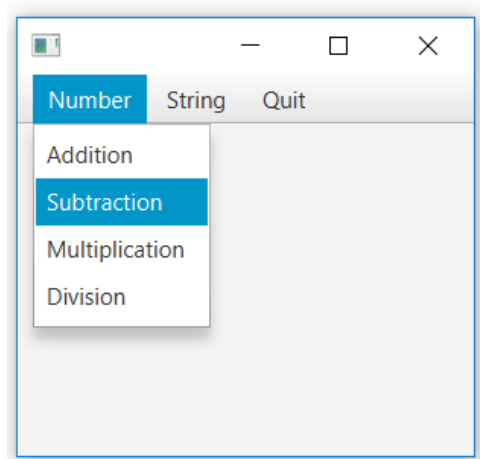 Number String Quit
Addition
Subtraction
Multiplication
Division